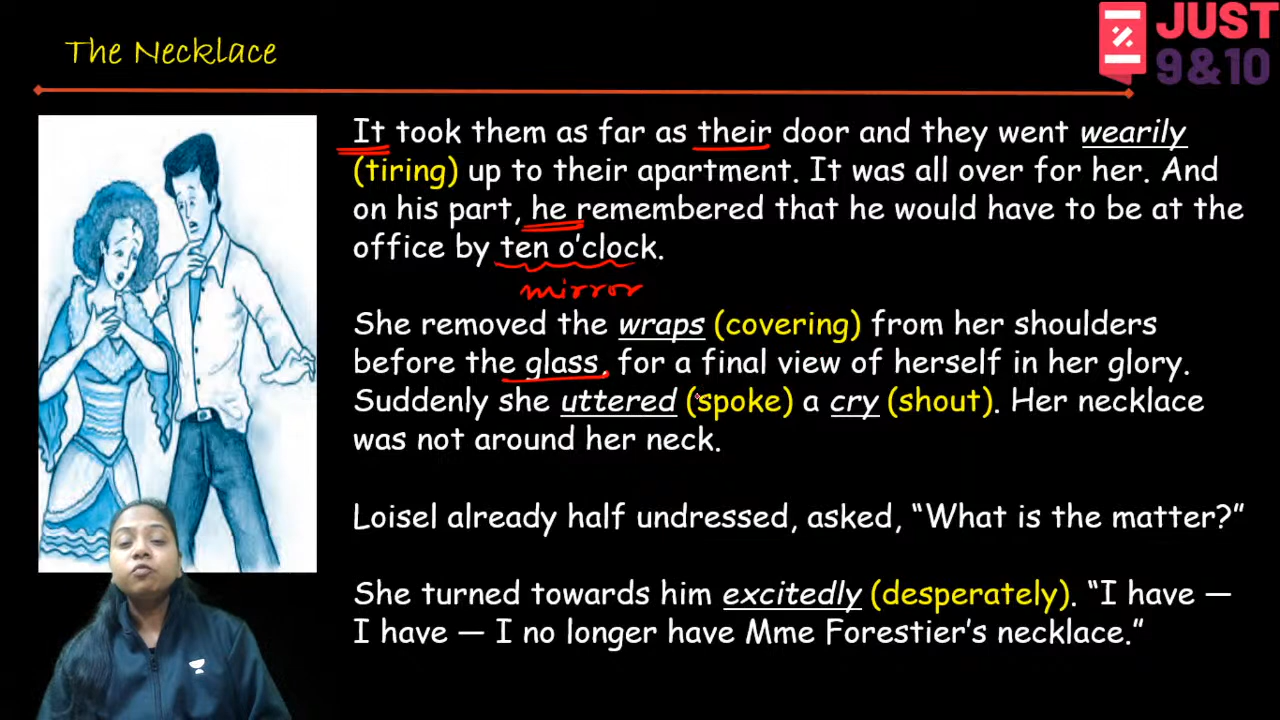 The Necklace
JUST
9&10
It took them as far as their door and they went wearily
(tiring) up to their apartment. It was all over for her. And
on his part, he remembered that he would have to be at the
office by ten o'clock.
mirror
She removed the wraps (covering) from her shoulders
before the glass, for a final view of herself in her glory.
Suddenly she uttered (spoke) a cry (shout). Her necklace
was not around her neck.
Loisel already half undressed, asked, “What is the matter?”
She turned towards him excitedly (desperately). “I have —
I have — I no longer have Mme Forestier’s necklace.”